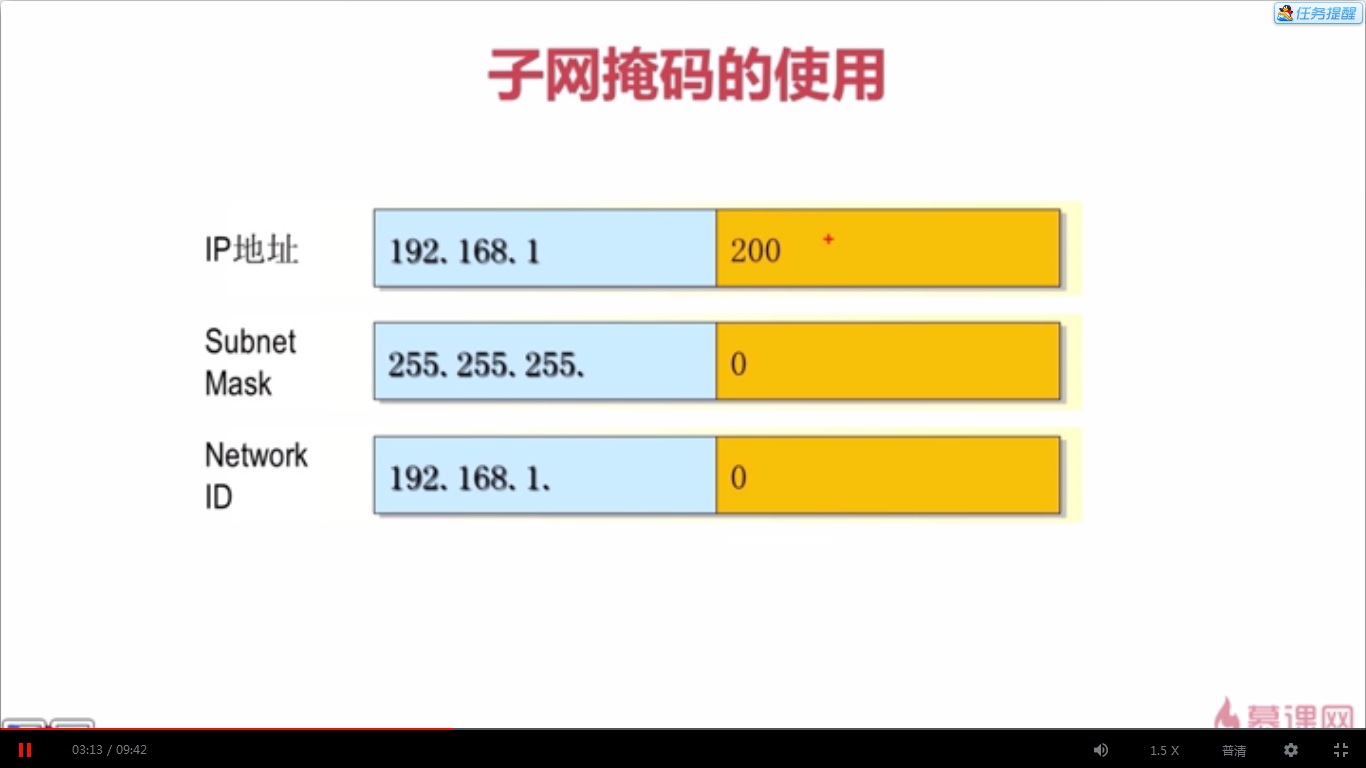 任务提醒
子网掩码的使用
IP地址 192.168.1 200
Subnet Mask 255.255.255. 0
Network ID 192.168.1. 0
慕课网
03:13 / 09:42 1.5 X 普清